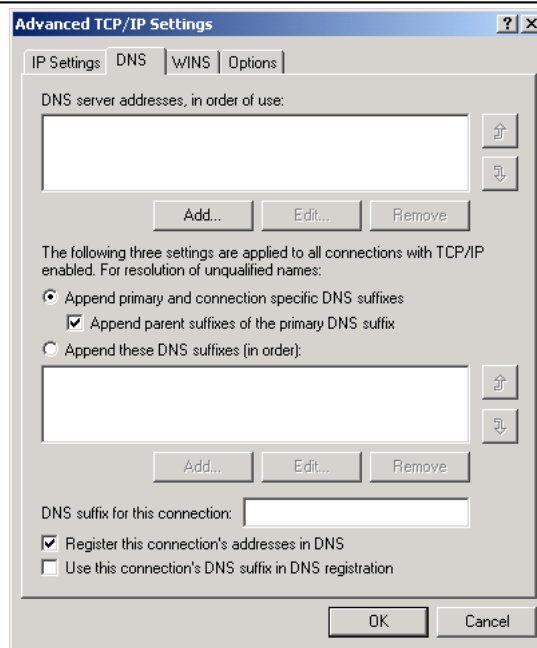 Advanced TCP/IP Settings
IP Settings DNS WINS Options
DNS server addresses, in order of use:
Add... Edit... Remove
The following three settings are applied to all connections with TCP/IP
enabled. For resolution of unqualified names:
Append primary and connection specific DNS suffixes
Append parent suffixes of the primary DNS suffix
Append these DNS suffixes (in order):
Add... Edit... Remove
DNS suffix for this connection:
Register this connection's addresses in DNS
Use this connection's DNS suffix in DNS registration
OK Cancel